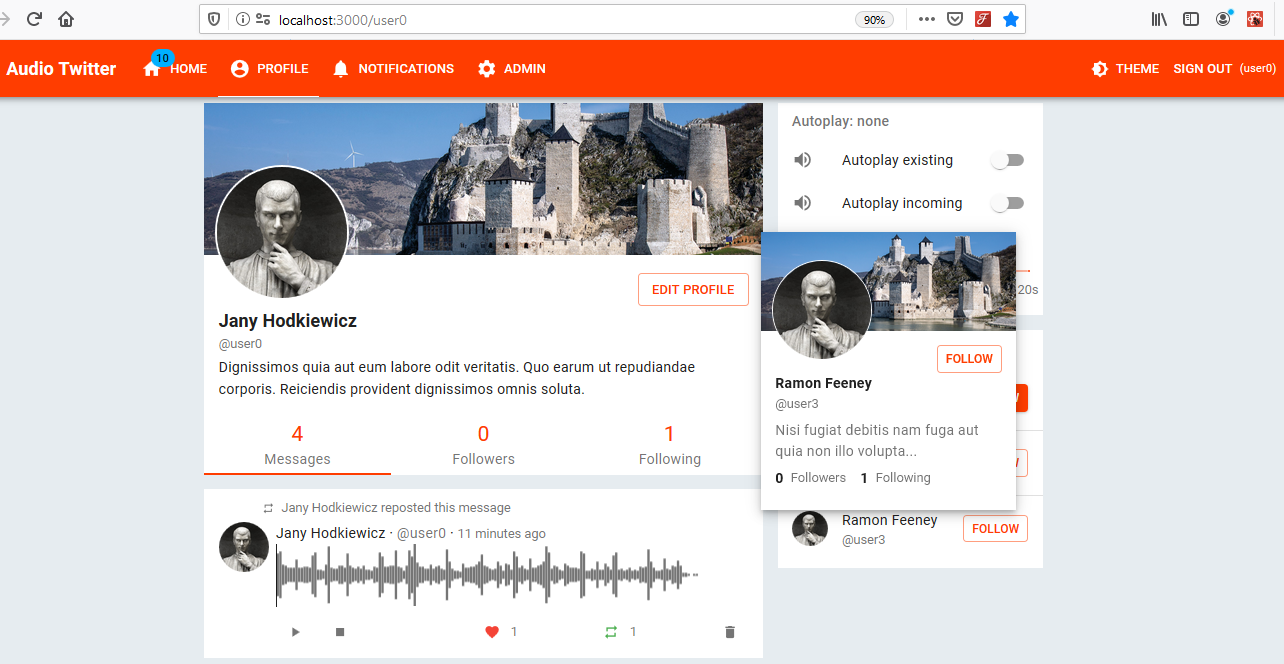 localhost:3000/user0
90%
Audio Twitter
10
HOME
PROFILE
NOTIFICATIONS
ADMIN
THEME
SIGN OUT (user0)
EDIT PROFILE
Jany Hodkiewicz
@user0
Dignissimos quia aut eum labore odit veritatis. Quo earum ut repudiandae
corporis. Reiciendis provident dignissimos omnis soluta.
4
Messages
0
Followers
1
Following
Jany Hodkiewicz reposted this message
Jany Hodkiewicz · @user0 · 11 minutes ago
1
1
Autoplay: none
Autoplay existing
Autoplay incoming
20s
FOLLOW
Ramon Feeney
@user3
Nisi fugiat debitis nam fuga aut
quia non illo volupta...
0 Followers 1 Following
Ramon Feeney
@user3
FOLLOW